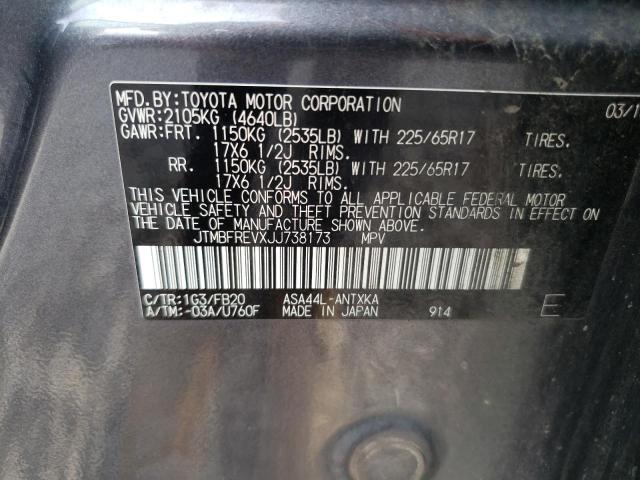 MFD.BY:TOYOTA MOTOR CORPORATION 03/1
GVWR:2105KG (4640LB)
GAWR:FRT. 1150KG (2535LB) WITH 225/65R17 TIRES.
17X6 1/2J RIMS.
RR. 1150KG (2535LB) WITH 225/65R17 TIRES.
17X6 1/2J RIMS.
THIS VEHICLE CONFORMS TO ALL APPLICABLE FEDERAL MOTOR
VEHICLE SAFETY AND THEFT PREVENTION STANDARDS IN EFFECT ON
THE DATE OF MANUFACTURE SHOWN ABOVE.
JTMBFREVXJJ738173 MPV
C/TR:1G3/FB20 ASA44L-ANTXKA
A/TM:-03A/U760F MADE IN JAPAN 914 E